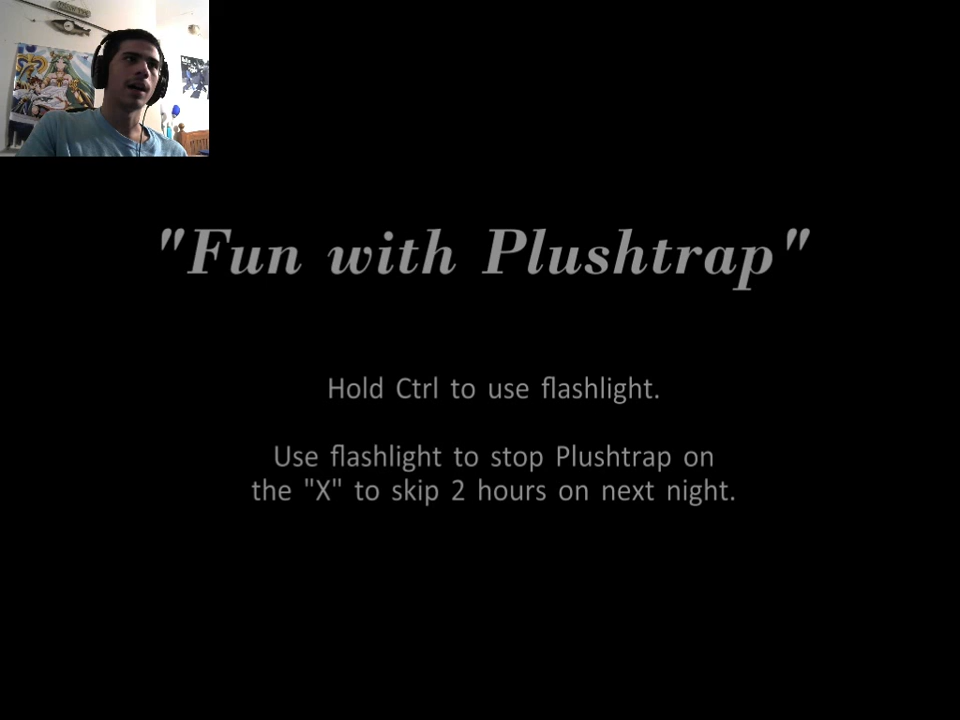 "Fun with Plushtrap"
Hold Ctrl to use flashlight.
Use flashlight to stop Plushtrap on
the "X" to skip 2 hours on next night.